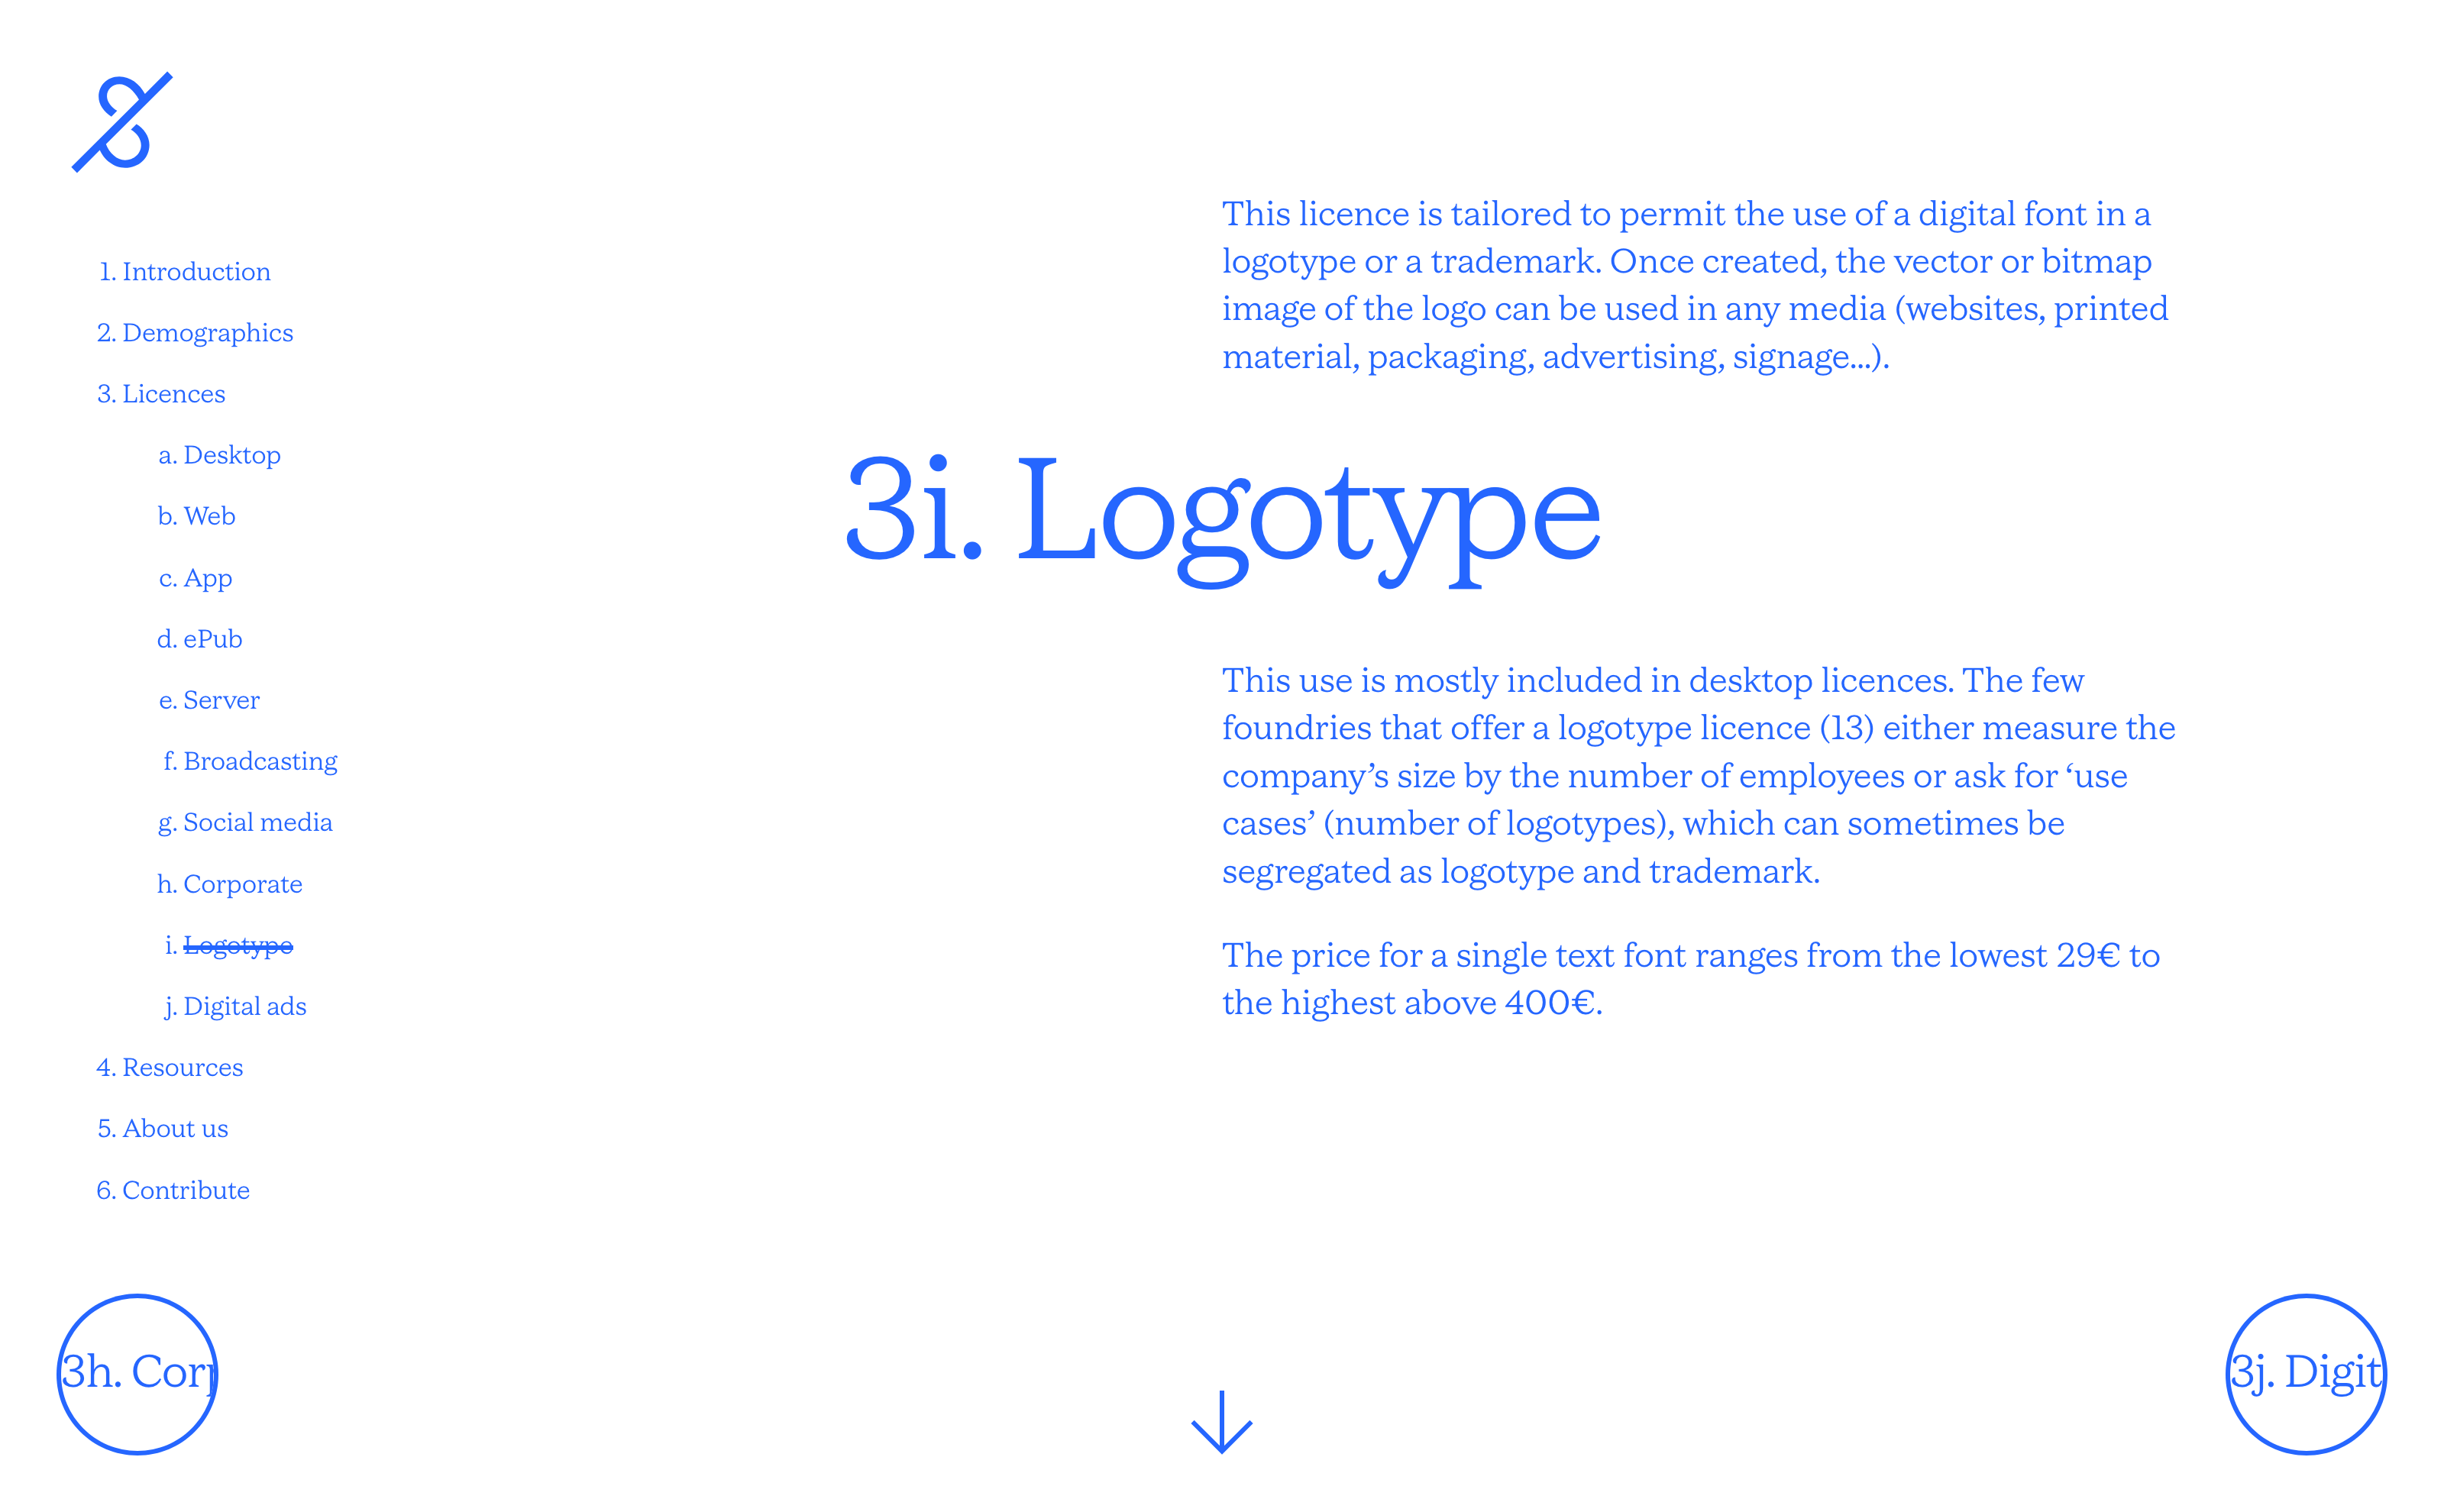 1. Introduction
2. Demographics
3. Licences
a. Desktop
b. Web
c. App
d. ePub
e. Server
f. Broadcasting
g. Social media
h. Corporate
i. Logotype
j. Digital ads
4. Resources
5. About us
6. Contribute
This licence is tailored to permit the use of a digital font in a
logotype or a trademark. Once created, the vector or bitmap
image of the logo can be used in any media (websites, printed
material, packaging, advertising, signage...).
3i. Logotype
This use is mostly included in desktop licences. The few
foundries that offer a logotype licence (13) either measure the
company’s size by the number of employees or ask for ‘use
cases’ (number of logotypes), which can sometimes be
segregated as logotype and trademark.
The price for a single text font ranges from the lowest 29€ to
the highest above 400€.
3h. Corp
3j. Digit